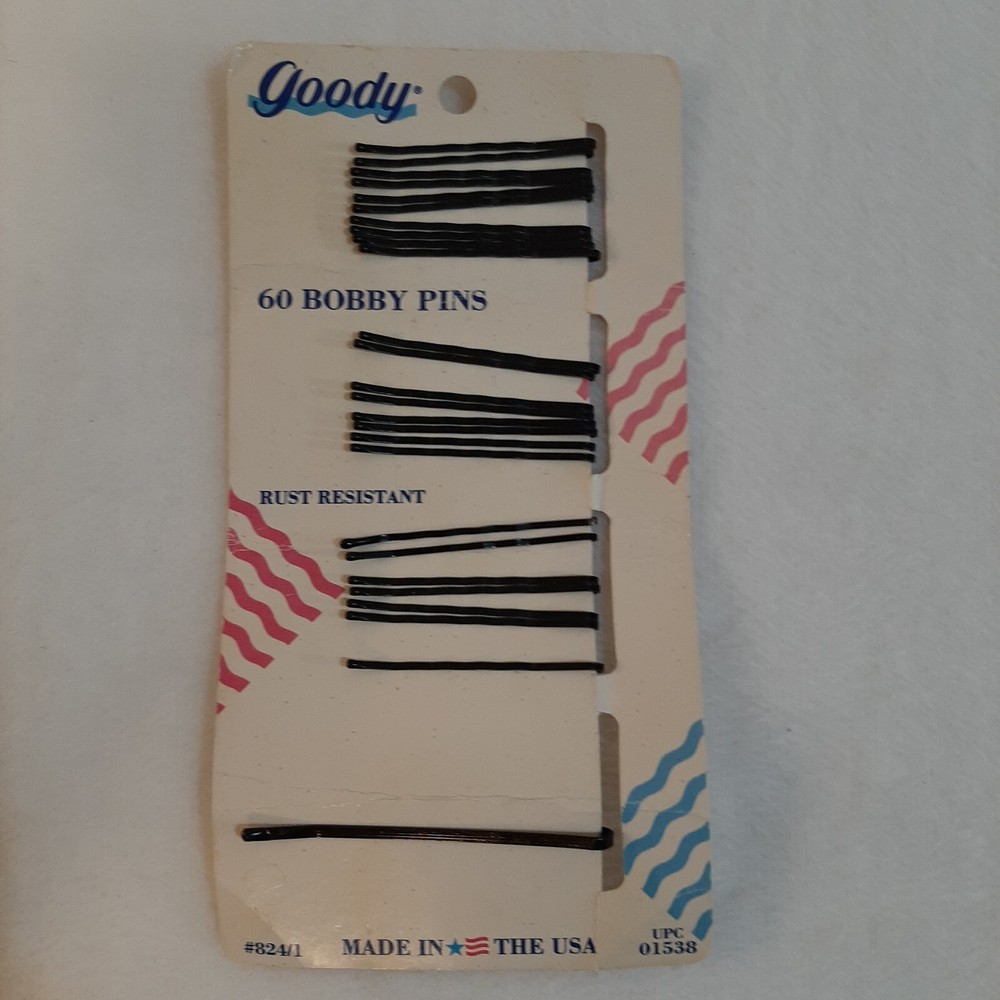 goody®
60 BOBBY PINS
RUST RESISTANT
#824/1 MADE IN THE USA UPC 01538